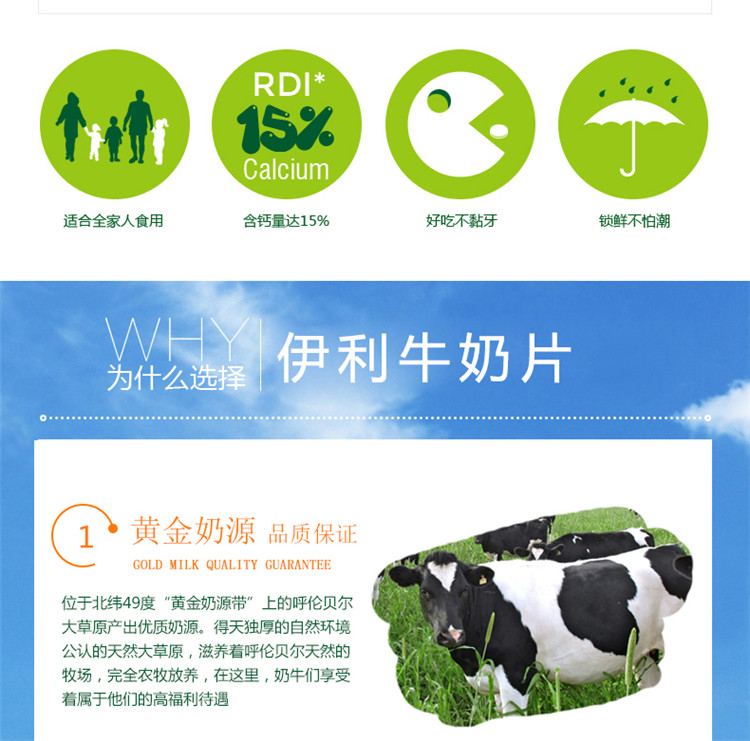 RDI*
15%
Calcium
适合全家人食用
含钙量达15%
好吃不黏牙
锁鲜不怕潮
WHY
为什么选择
伊利牛奶片
1
黄金奶源 品质保证
GOLD MILK QUALITY GUARANTEE
位于北纬49度“黄金奶源带”上的呼伦贝尔
大草原产出优质奶源。得天独厚的自然环境
公认的天然大草原，滋养着呼伦贝尔天然的
牧场，完全农牧放养，在这里，奶牛们享受
着属于他们的高福利待遇